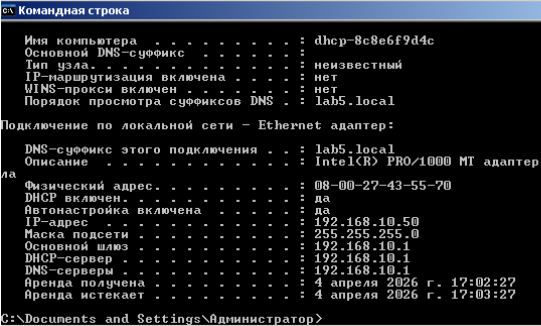 Командная строка
Имя компьютера . . . . . . . . . : dhcp-8c8e6f9d4c
Основной DNS-суффикс . . . . . . :
Тип узла. . . . . . . . . . . . . : неизвестный
IP-маршрутизация включена . . . . : нет
WINS-прокси включен . . . . . . . : нет
Порядок просмотра суффиксов DNS . : lab5.local
Подключение по локальной сети - Ethernet адаптер:
DNS-суффикс этого подключения . . : lab5.local
Описание . . . . . . . . . . . . : Intel(R) PRO/1000 MT адаптер
ла
Физический адрес. . . . . . . . . : 08-00-27-43-55-70
DHCP включен. . . . . . . . . . . : да
Автонастройка включена . . . . . : да
IP-адрес . . . . . . . . . . . . : 192.168.10.50
Маска подсети . . . . . . . . . . : 255.255.255.0
Основной шлюз . . . . . . . . . . : 192.168.10.1
DHCP-сервер . . . . . . . . . . . : 192.168.10.1
DNS-серверы . . . . . . . . . . . : 192.168.10.1
Аренда получена . . . . . . . . . : 4 апреля 2026 г. 17:02:27
Аренда истекает . . . . . . . . . : 4 апреля 2026 г. 17:03:27
C:\Documents and Settings\Администратор>